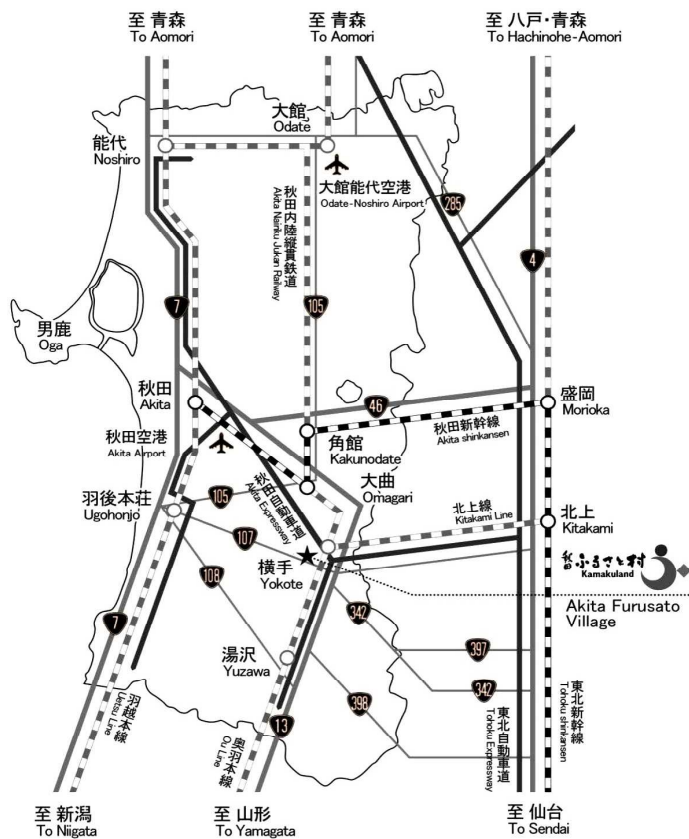 至 青森
To Aomori
至 青森
To Aomori
至 八戸・青森
To Hachinohe-Aomori
大館
Odate
能代
Noshiro
大館能代空港
Odate-Noshiro Airport
秋田内陸縦貫鉄道
Akita Nairiku Jukan Railway
285
4
7
105
男鹿
Oga
秋田
Akita
46
盛岡
Morioka
秋田新幹線
Akita shinkansen
秋田空港
Akita Airport
角館
Kakunodate
大曲
Omagari
秋田自動車道
Akita Expressway
105
羽後本荘
Ugohonjo
北上線
Kitakami Line
北上
Kitakami
107
横手
Yokote
108
ふるさと村
Kamakuland
Akita Furusato
Village
7
342
397
湯沢
Yuzawa
342
398
13
羽越本線
Uetsu Line
奥羽本線
Ou Line
東北自動車道
Tohoku Expressway
東北新幹線
Tohoku shinkansen
至 新潟
To Niigata
至 山形
To Yamagata
至 仙台
To Sendai